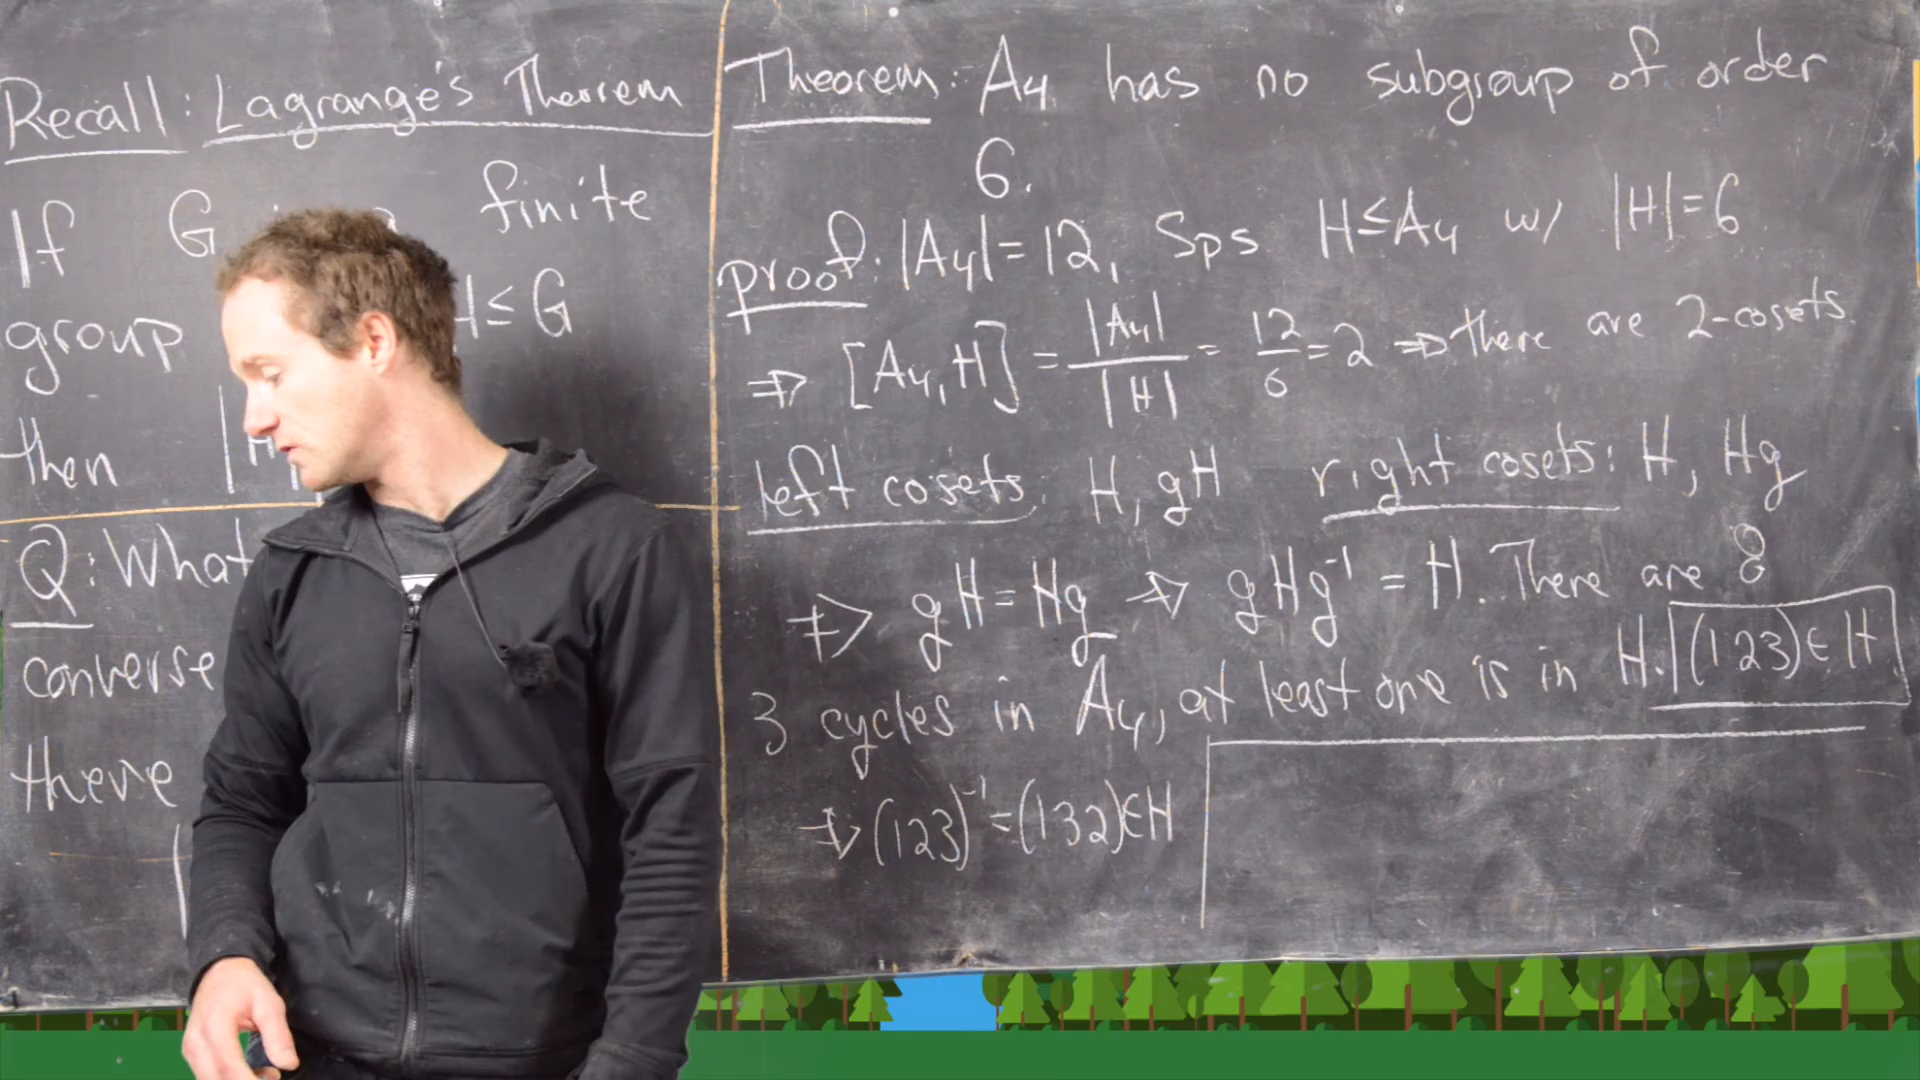 Recall: Lagrange's Theorem
If G finite
group H≤G
then |H
Q: What
converse
there
Theorem: A4 has no subgroup of order
6.
proof: |A4|=12, Sps H≤A4 w/ |H|=6
⇒ [A4,H] = |A4|/|H| = 12/6 = 2 ⇒ there are 2-cosets.
left cosets: H, gH right cosets: H, Hg
⇒ gH=Hg ⇒ gHg⁻¹ = H. There are 8
3 cycles in A4, at least one is in H. (123)∈H.
⇒ (123)⁻¹=(132)∈H